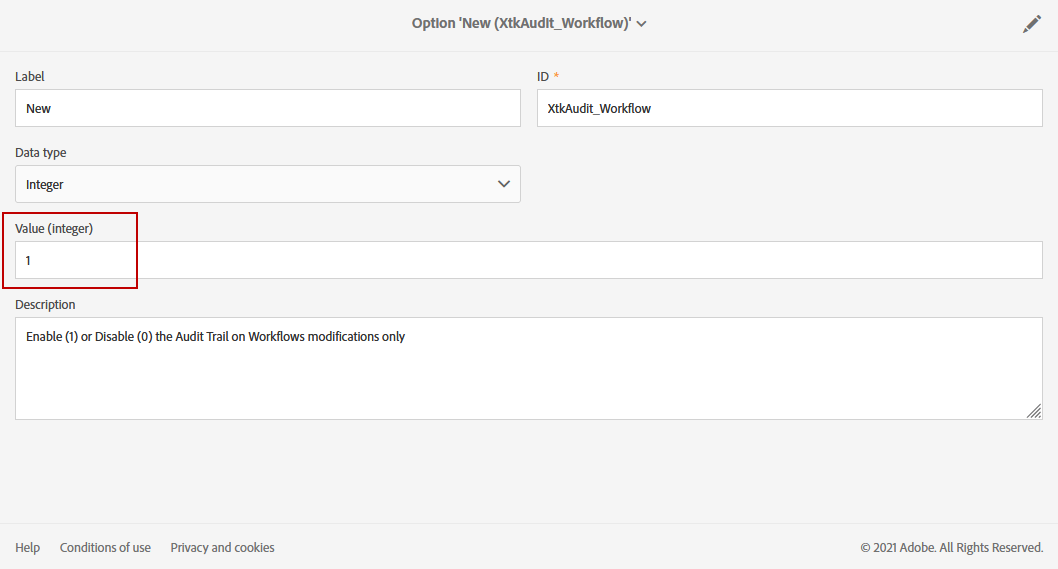 Option 'New (XtkAudit_Workflow)'
Label
ID *
New
XtkAudit_Workflow
Data type
Integer
Value (integer)
1
Description
Enable (1) or Disable (0) the Audit Trail on Workflows modifications only
Help Conditions of use Privacy and cookies © 2021 Adobe. All Rights Reserved.